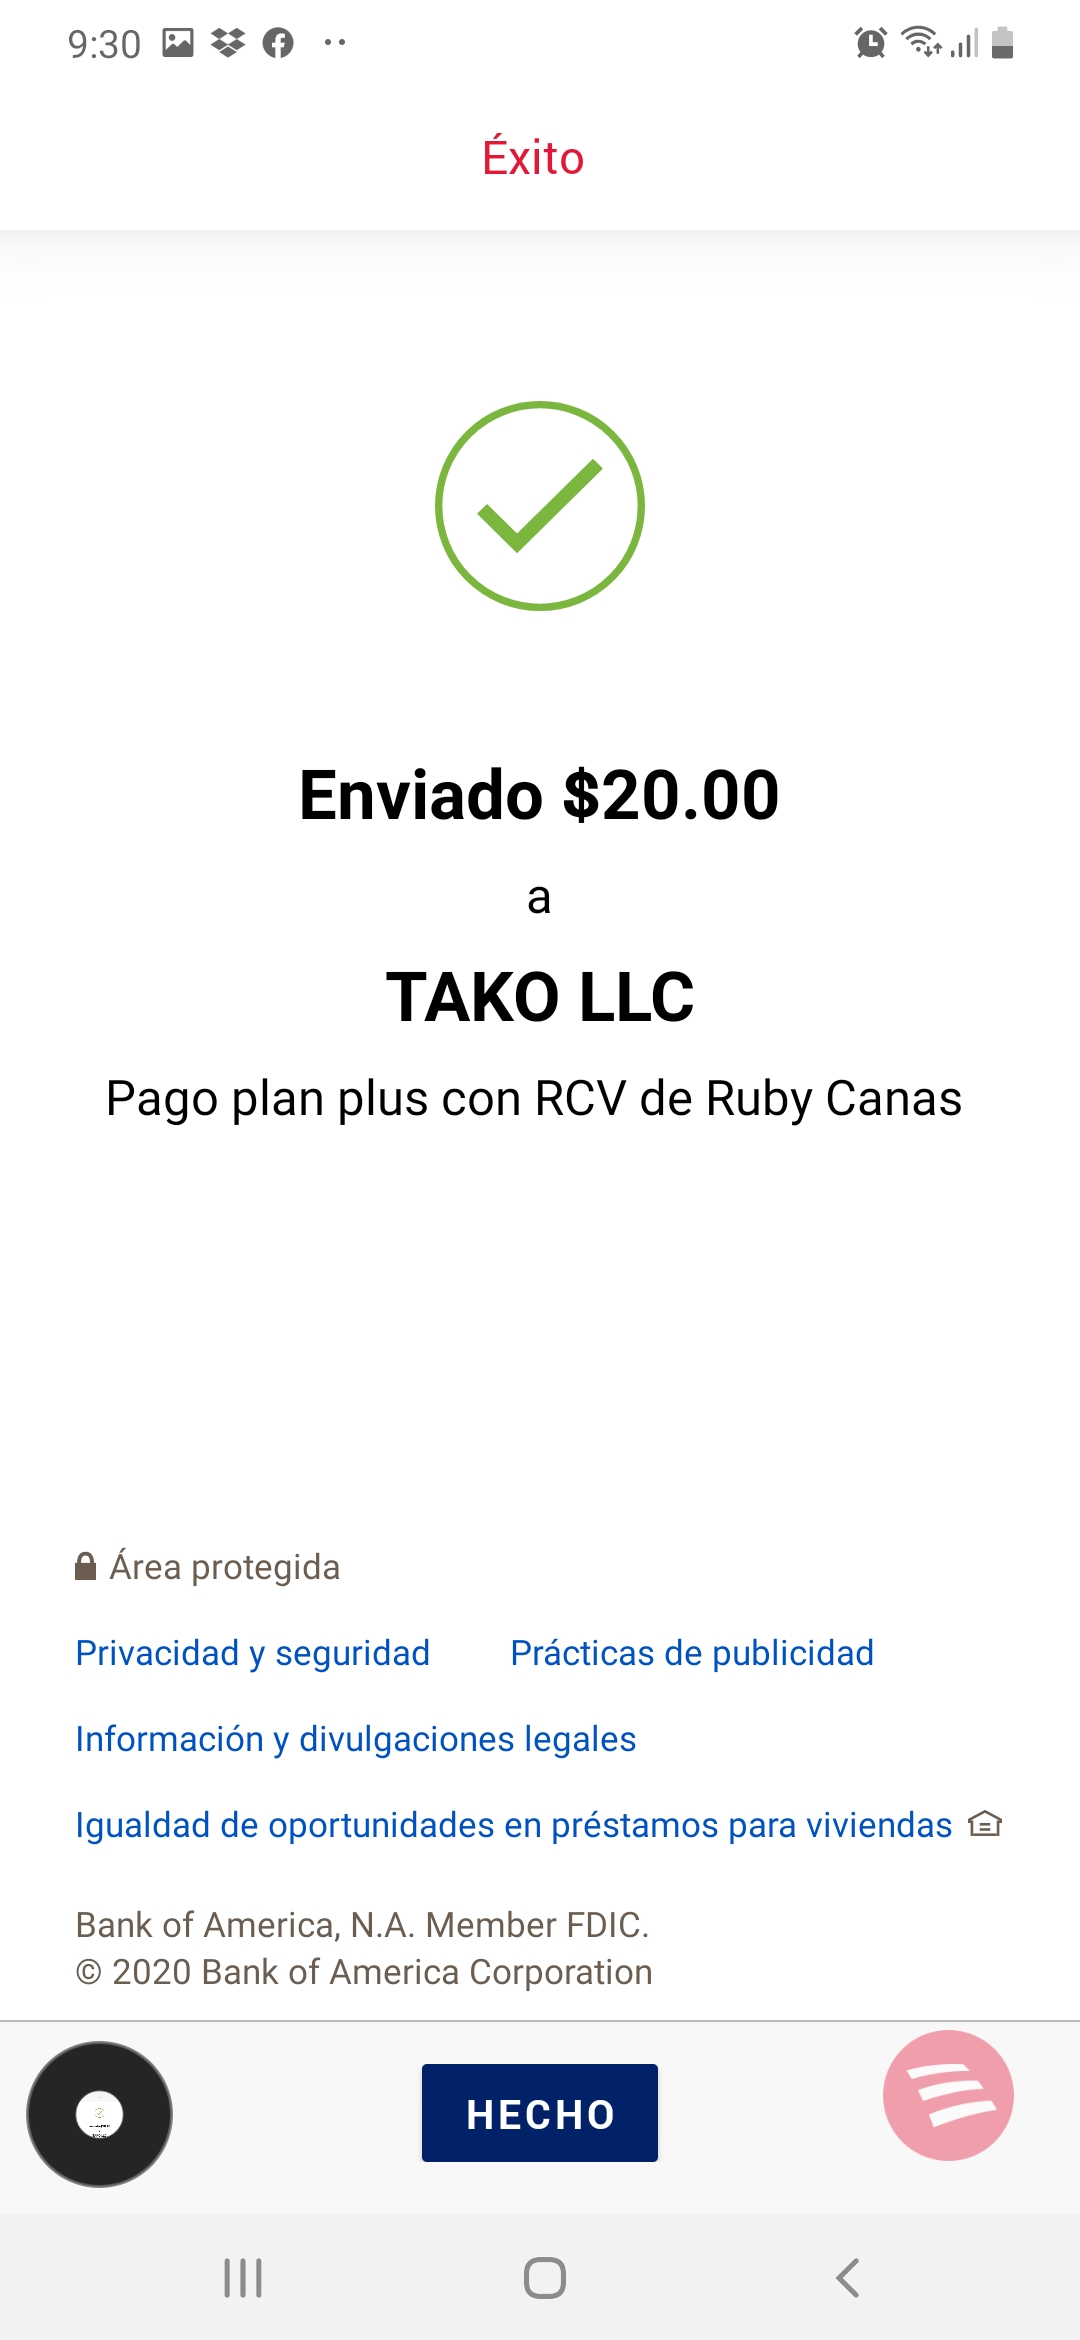 9:30
Éxito
Enviado $20.00
a
TAKO LLC
Pago plan plus con RCV de Ruby Canas
Área protegida
Privacidad y seguridad Prácticas de publicidad
Información y divulgaciones legales
Igualdad de oportunidades en préstamos para viviendas
Bank of America, N.A. Member FDIC.
© 2020 Bank of America Corporation
HECHO